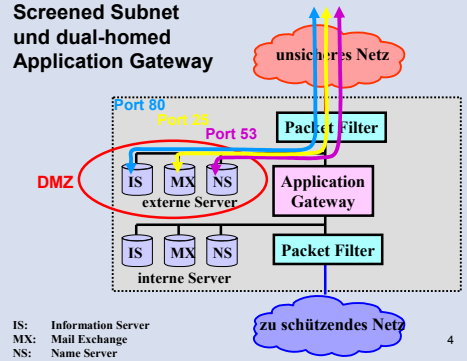 Screened Subnet
und dual-homed
Application Gateway
unsicheres Netz
Port 80
Port 25
Port 53
Packet Filter
DMZ
IS MX NS
externe Server
Application
Gateway
IS MX NS
interne Server
Packet Filter
zu schützendes Netz
IS: Information Server
MX: Mail Exchange
NS: Name Server
4